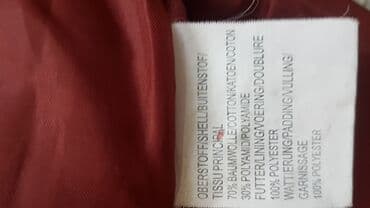 OBERSTOFF/SHELL/BUITENSTOF/
TISSU PRINCIPAL
70% BAUMWOLLE/COTTON/KATOEN/COTON
30% POLYAMID/POLYAMIDE
FUTTER/LINING/VOERING/DOUBLURE
100% POLYESTER
WATTIERUNG/PADDING/VULLING/
GARNISSAGE
100% POLYESTER